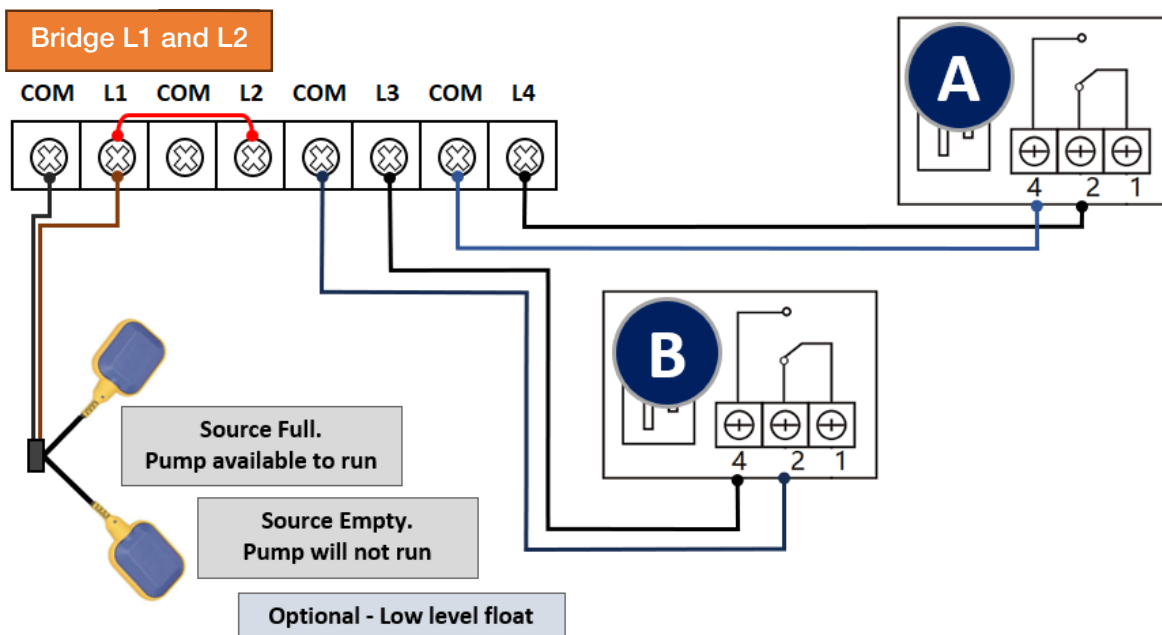 Bridge L1 and L2
COM L1 COM L2 COM L3 COM L4
A
4 2 1
B
4 2 1
Source Full.
Pump available to run
Source Empty.
Pump will not run
Optional - Low level float